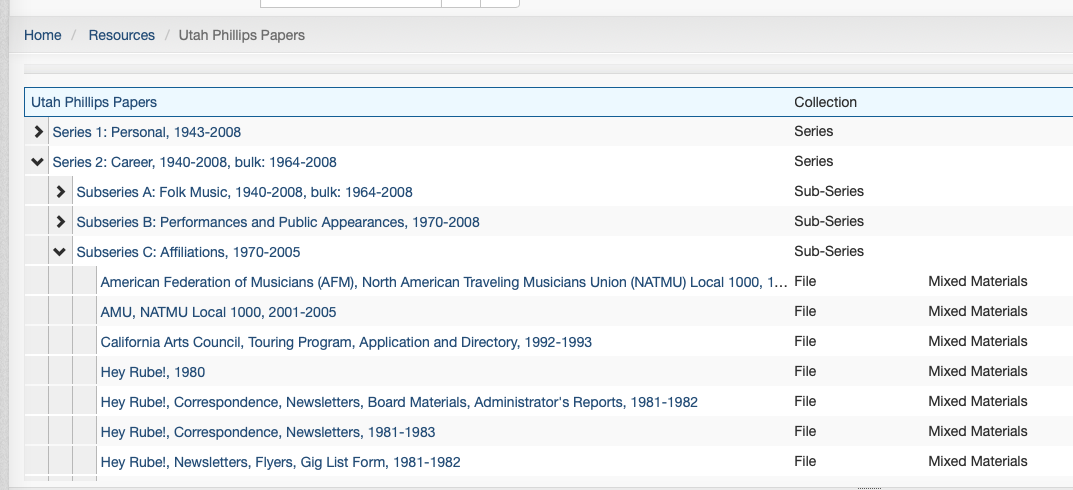 Home / Resources / Utah Phillips Papers
Utah Phillips Papers Collection
Series 1: Personal, 1943-2008 Series
Series 2: Career, 1940-2008, bulk: 1964-2008 Series
Subseries A: Folk Music, 1940-2008, bulk: 1964-2008 Sub-Series
Subseries B: Performances and Public Appearances, 1970-2008 Sub-Series
Subseries C: Affiliations, 1970-2005 Sub-Series
American Federation of Musicians (AFM), North American Traveling Musicians Union (NATMU) Local 1000, 1... File Mixed Materials
AMU, NATMU Local 1000, 2001-2005 File Mixed Materials
California Arts Council, Touring Program, Application and Directory, 1992-1993 File Mixed Materials
Hey Rube!, 1980 File Mixed Materials
Hey Rube!, Correspondence, Newsletters, Board Materials, Administrator's Reports, 1981-1982 File Mixed Materials
Hey Rube!, Correspondence, Newsletters, 1981-1983 File Mixed Materials
Hey Rube!, Newsletters, Flyers, Gig List Form, 1981-1982 File Mixed Materials